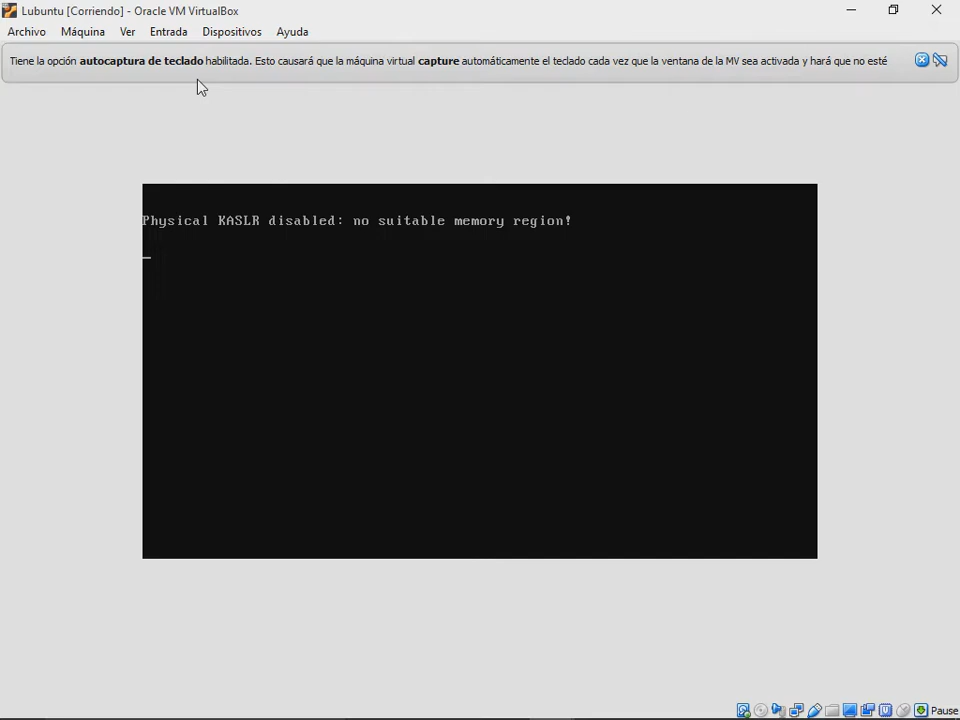 Lubuntu [Corriendo] - Oracle VM VirtualBox
Archivo Máquina Ver Entrada Dispositivos Ayuda
Tiene la opción autocaptura de teclado habilitada. Esto causará que la máquina virtual capture automáticamente el teclado cada vez que la ventana de la MV sea activada y hará que no esté
Physical KASLR disabled: no suitable memory region!
Pause